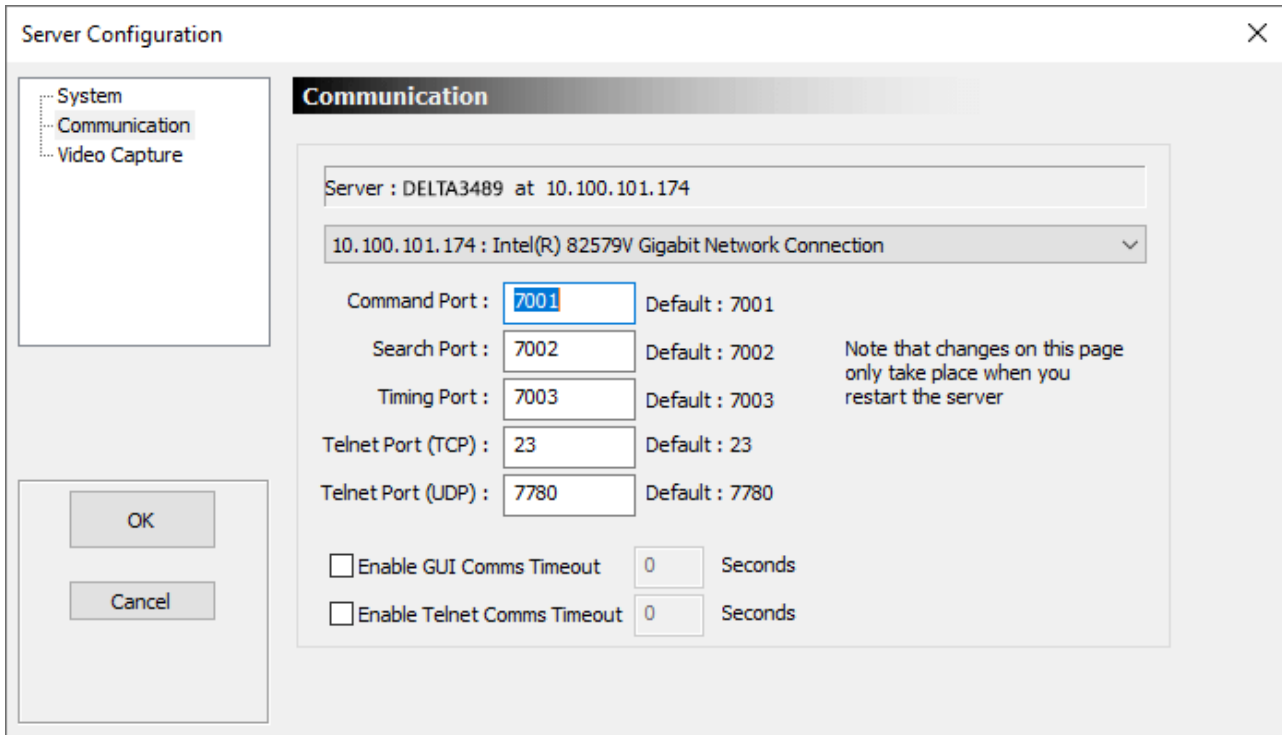 Server Configuration
System
Communication
Video Capture
Communication
Server : DELTA3489 at 10.100.101.174
10.100.101.174 : Intel(R) 82579V Gigabit Network Connection
Command Port : 7001 Default : 7001
Search Port : 7002 Default : 7002
Timing Port : 7003 Default : 7003
Telnet Port (TCP) : 23 Default : 23
Telnet Port (UDP) : 7780 Default : 7780
Note that changes on this page
only take place when you
restart the server
Enable GUI Comms Timeout 0 Seconds
Enable Telnet Comms Timeout 0 Seconds
OK
Cancel